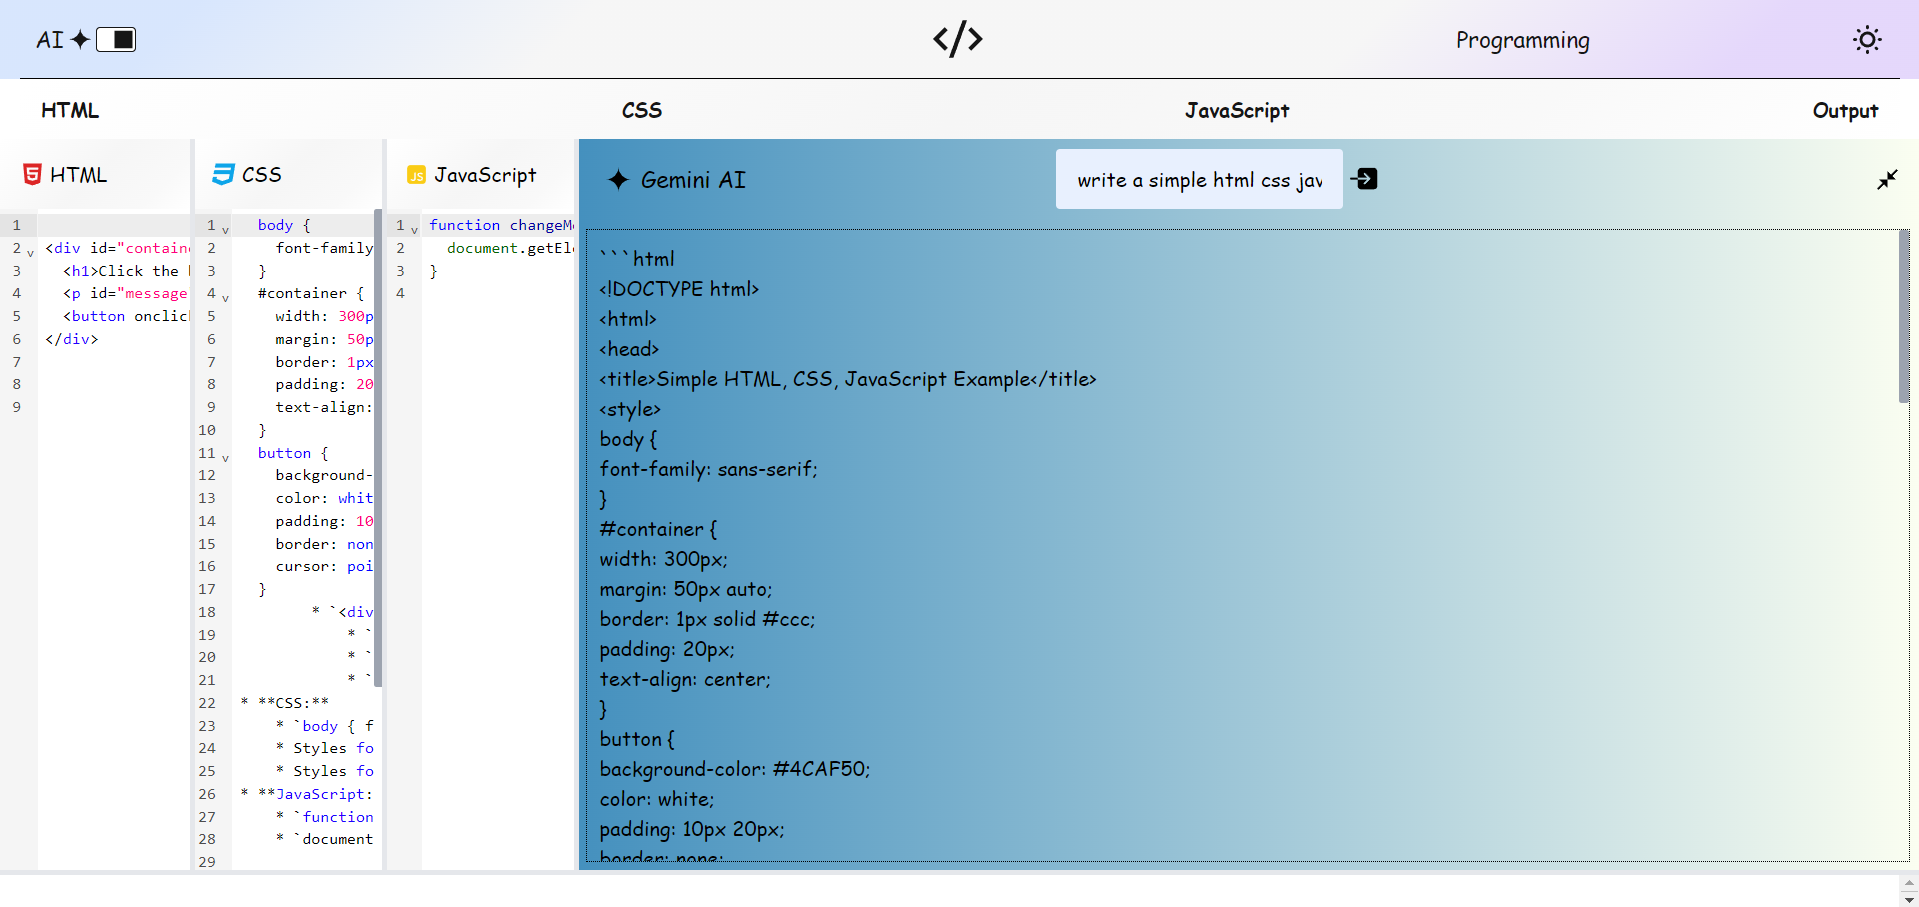 AI
</>
Programming
HTML
CSS
JavaScript
Output
HTML
1
2 <div id="contain
3 <h1>Click the
4 <p id="message
5 <button onclic
6 </div>
7
8
9
CSS
1 body {
2 font-family
3 }
4 #container {
5 width: 300p
6 margin: 50p
7 border: 1px
8 padding: 20
9 text-align:
10 }
11 button {
12 background-
13 color: whit
14 padding: 10
15 border: non
16 cursor: poi
17 }
18 * `<div
19 * `
20 * `
21 * `
22 * **CSS:**
23 * `body { f
24 * Styles fo
25 * Styles fo
26 * **JavaScript:
27 * `function
28 * `document
29
JS JavaScript
1 function changeM
2 document.getEl
3 }
4
Gemini AI
write a simple html css jav
```html
<!DOCTYPE html>
<html>
<head>
<title>Simple HTML, CSS, JavaScript Example</title>
<style>
body {
font-family: sans-serif;
}
#container {
width: 300px;
margin: 50px auto;
border: 1px solid #ccc;
padding: 20px;
text-align: center;
}
button {
background-color: #4CAF50;
color: white;
padding: 10px 20px;
border: none;